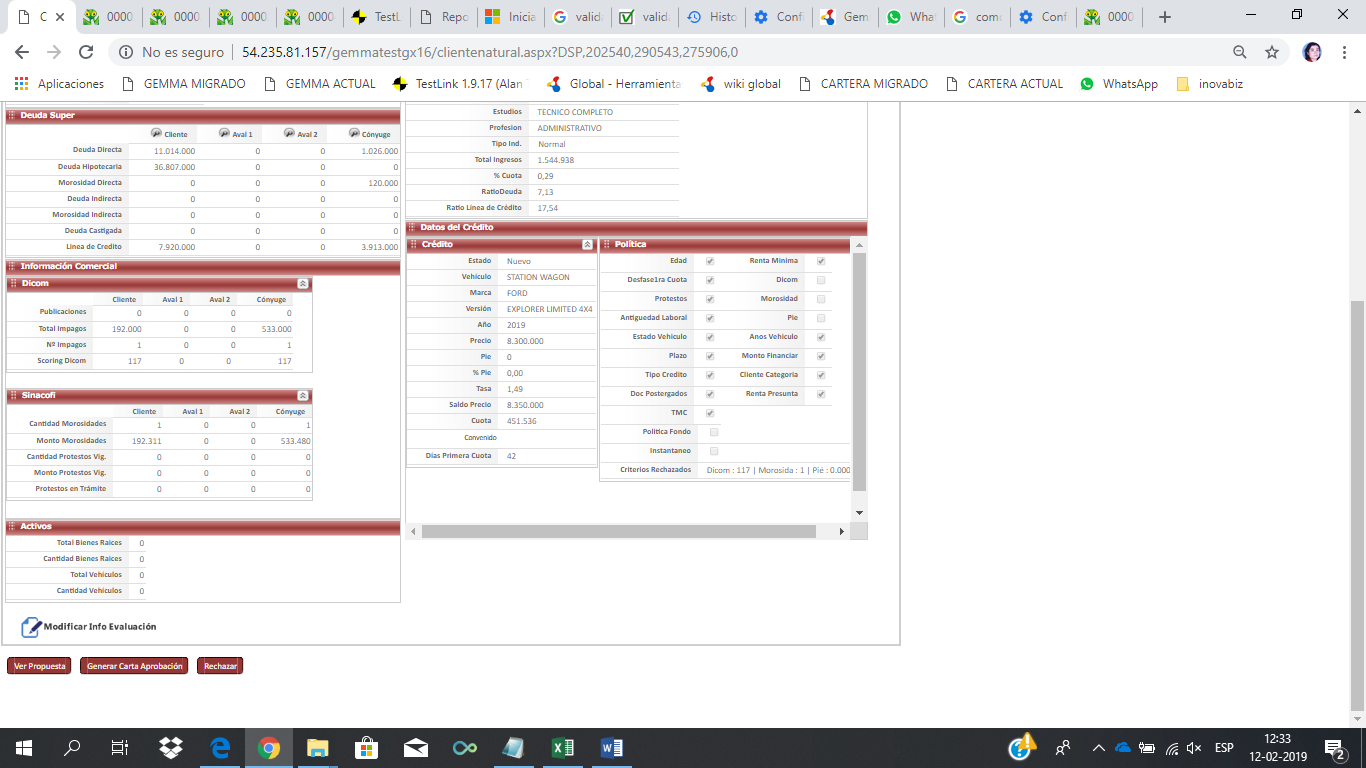 C
0000
0000
0000
0000
TestL
Repo
Inicia
valid
valid
Histo
Conf
Gem
What
como
Conf
0000
No es seguro
54.235.81.157/gemmatestgx16/clientenatural.aspx?DSP,202540,290543,275906,0
Aplicaciones
GEMMA MIGRADO
GEMMA ACTUAL
TestLink 1.9.17 (Alan
Global - Herramienta
wiki global
CARTERA MIGRADO
CARTERA ACTUAL
WhatsApp
inovabiz
Deuda Super
Cliente Aval 1 Aval 2 Cónyuge
Deuda Directa 11.014.000 0 0 1.026.000
Deuda Hipotecaria 36.807.000 0 0 0
Morosidad Directa 0 0 0 120.000
Deuda Indirecta 0 0 0 0
Morosidad Indirecta 0 0 0 0
Deuda Castigada 0 0 0 0
Linea de Credito 7.920.000 0 0 3.913.000
Información Comercial
Dicom
Cliente Aval 1 Aval 2 Cónyuge
Publicaciones 0 0 0 0
Total Impagos 192.000 0 0 533.000
Nº Impagos 1 0 0 1
Scoring Dicom 117 0 0 117
Sinacofi
Cliente Aval 1 Aval 2 Cónyuge
Cantidad Morosidades 1 0 0 1
Monto Morosidades 192.311 0 0 533.480
Cantidad Protestos Vig. 0 0 0 0
Monto Protestos Vig. 0 0 0 0
Protestos en Trámite 0 0 0 0
Activos
Total Bienes Raices 0
Cantidad Bienes Raices 0
Total Vehiculos 0
Cantidad Vehiculos 0
Estudios TECNICO COMPLETO
Profesion ADMINISTRATIVO
Tipo Ind. Normal
Total Ingresos 1.544.938
% Cuota 0,29
RatioDeuda 7,13
Ratio Línea de Crédito 17,54
Datos del Crédito
Crédito
Estado Nuevo
Vehiculo STATION WAGON
Marca FORD
Versión EXPLORER LIMITED 4X4
Año 2019
Precio 8.300.000
Pie 0
% Pie 0,00
Tasa 1,49
Saldo Precio 8.350.000
Cuota 451.536
Convenido
Días Primera Cuota 42
Política
Edad Renta Minima
Desfase1ra Cuota Dicom
Protestos Morosidad
Antiguedad Laboral Pie
Estado Vehiculo Anos Vehiculo
Plazo Monto Financiar
Tipo Credito Cliente Categoria
Doc Postergados Renta Presunta
TMC
Politica Fondo
Instantaneo
Criterios Rechazados Dicom : 117 | Morosida : 1 | Pié : 0.000
Modificar Info Evaluación
Ver Propuesta
Generar Carta Aprobación
Rechazar
ESP
12:33
12-02-2019
2